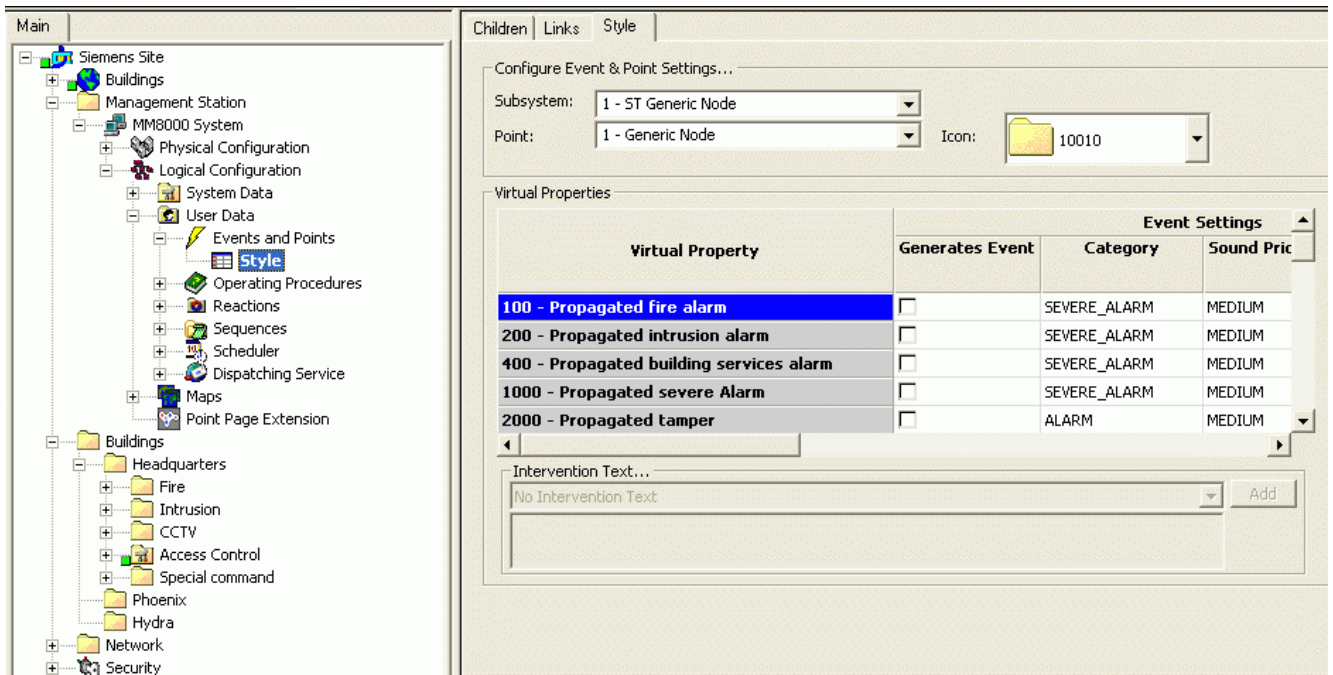 Main
Siemens Site
Buildings
Management Station
MM8000 System
Physical Configuration
Logical Configuration
System Data
User Data
Events and Points
Style
Operating Procedures
Reactions
Sequences
Scheduler
Dispatching Service
Maps
Point Page Extension
Buildings
Headquarters
Fire
Intrusion
CCTV
Access Control
Special command
Phoenix
Hydra
Network
Security
Children Links Style
Configure Event & Point Settings...
Subsystem: 1 - ST Generic Node
Point: 1 - Generic Node Icon: 10010
Virtual Properties
Event Settings
Virtual Property Generates Event Category Sound Pric
100 - Propagated fire alarm SEVERE_ALARM MEDIUM
200 - Propagated intrusion alarm SEVERE_ALARM MEDIUM
400 - Propagated building services alarm SEVERE_ALARM MEDIUM
1000 - Propagated severe Alarm SEVERE_ALARM MEDIUM
2000 - Propagated tamper ALARM MEDIUM
Intervention Text...
No Intervention Text Add